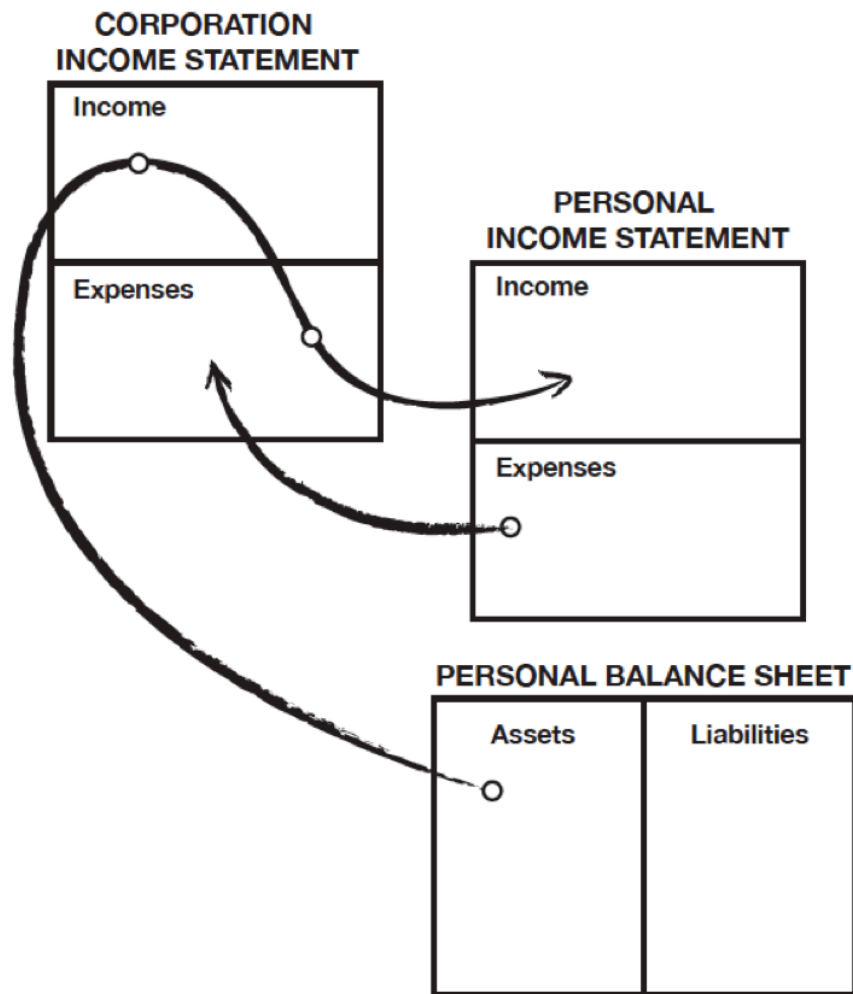 CORPORATION
INCOME STATEMENT
Income
Expenses
PERSONAL
INCOME STATEMENT
Income
Expenses
PERSONAL BALANCE SHEET
Assets
Liabilities